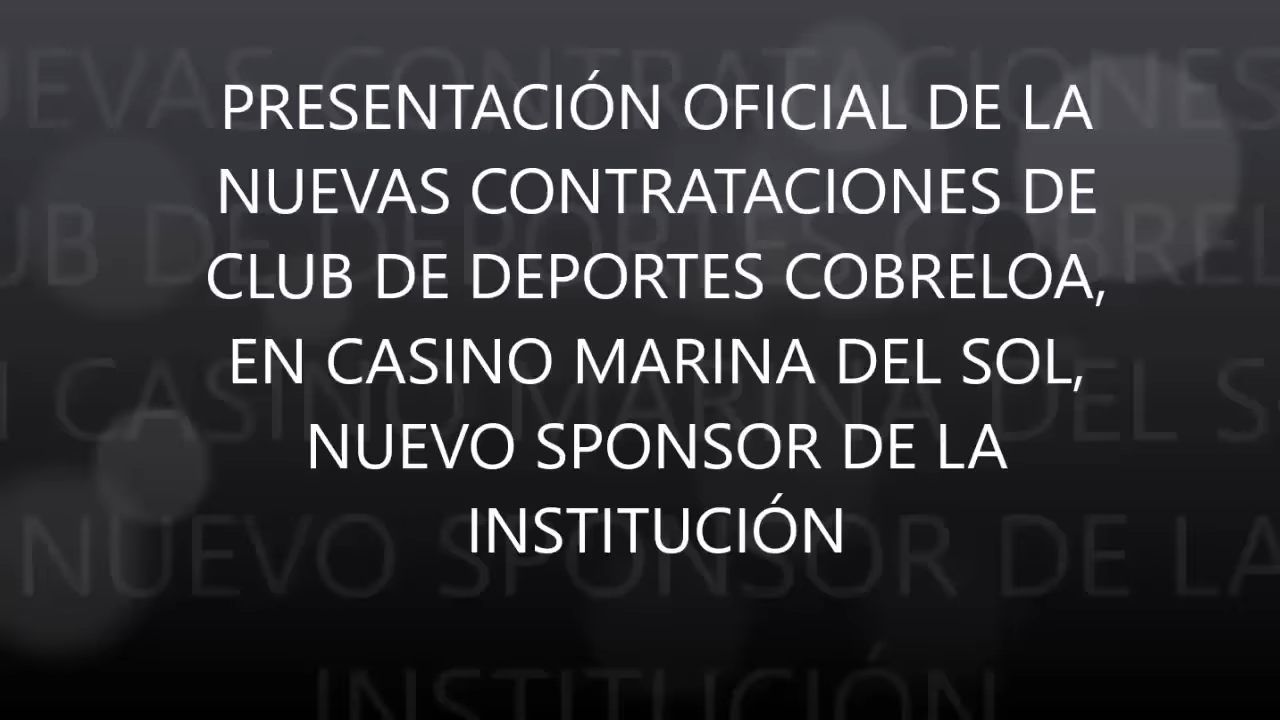 PRESENTACIÓN OFICIAL DE LA
NUEVAS CONTRATACIONES DE
CLUB DE DEPORTES COBRELOA,
EN CASINO MARINA DEL SOL,
NUEVO SPONSOR DE LA
INSTITUCIÓN